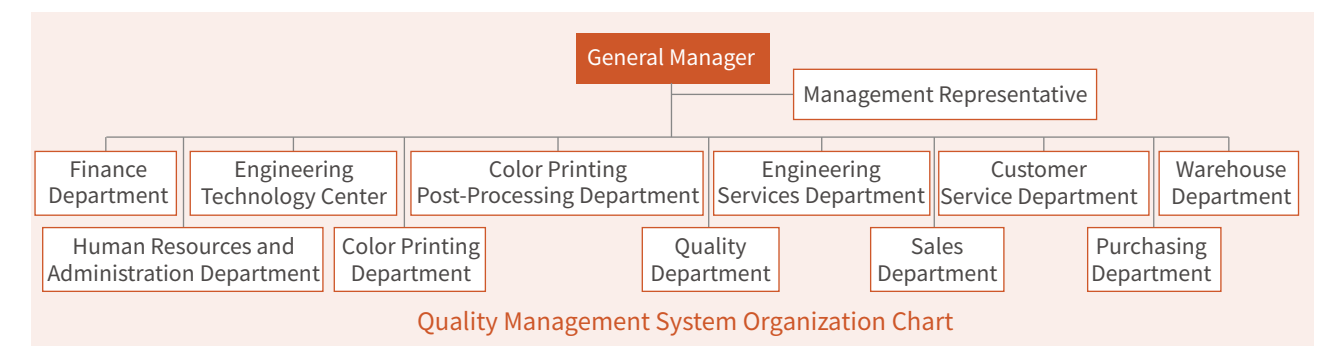 General Manager
Management Representative
Finance
Department
Engineering
Technology Center
Color Printing
Post-Processing Department
Engineering
Services Department
Customer
Service Department
Warehouse
Department
Human Resources and
Administration Department
Color Printing
Department
Quality
Department
Sales
Department
Purchasing
Department
Quality Management System Organization Chart